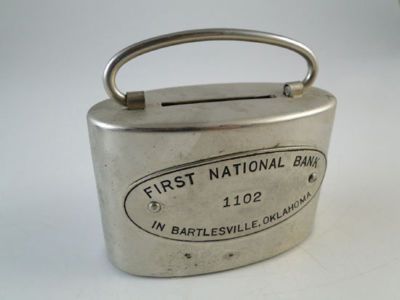 FIRST NATIONAL BANK
1102
IN BARTLESVILLE, OKLAHOMA